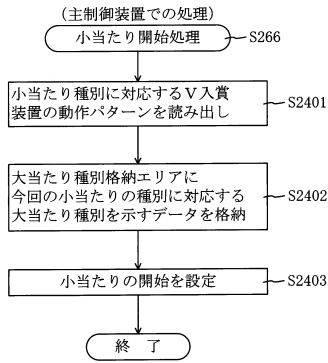 (主制御装置での処理)
小当たり開始処理
S266
小当たり種別に対応するV入賞
装置の動作パターンを読み出し
S2401
大当たり種別格納エリアに
今回の小当たりの種別に対応する
大当たり種別を示すデータを格納
S2402
小当たりの開始を設定
S2403
終 了